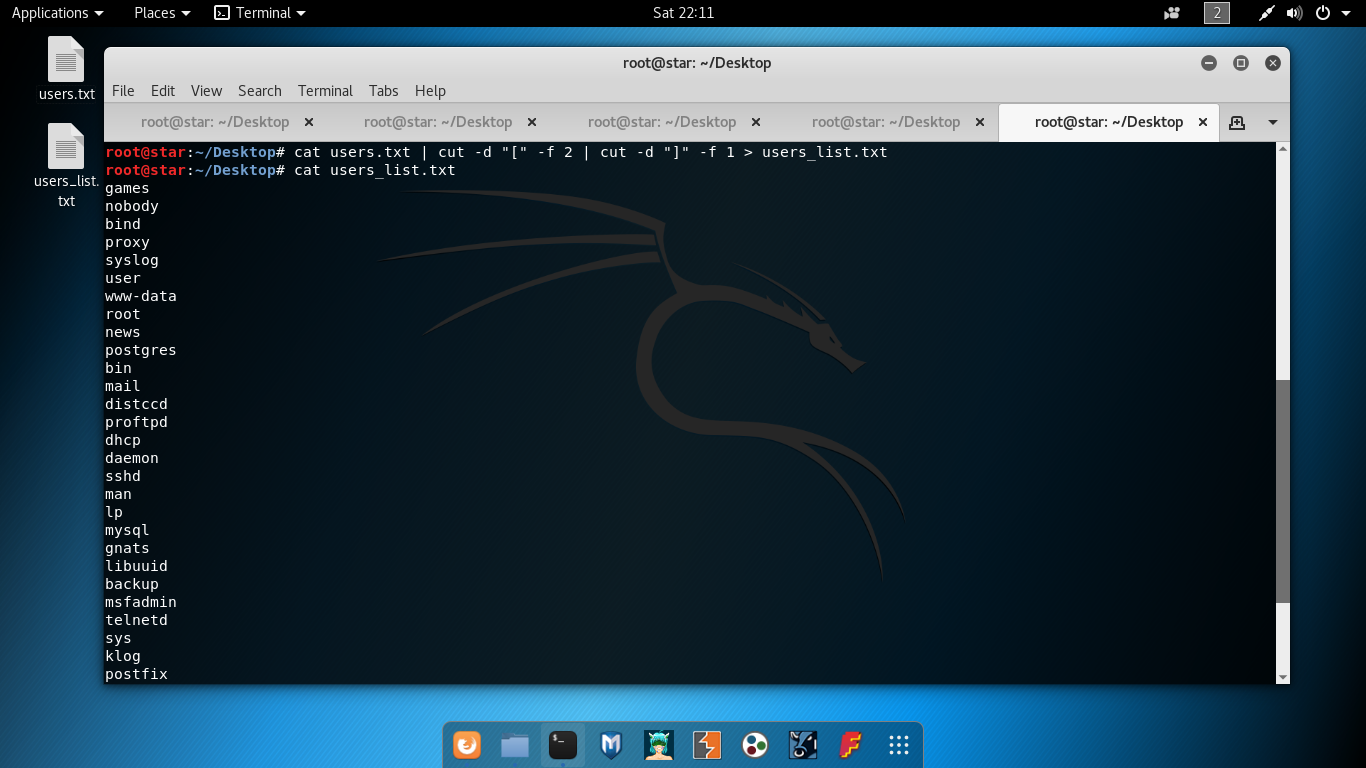 Applications Places Terminal Sat 22:11 2
users.txt
users_list.
txt
root@star: ~/Desktop
File Edit View Search Terminal Tabs Help
root@star: ~/Desktop root@star: ~/Desktop root@star: ~/Desktop root@star: ~/Desktop root@star: ~/Desktop
root@star:~/Desktop# cat users.txt | cut -d "[" -f 2 | cut -d "]" -f 1 > users_list.txt
root@star:~/Desktop# cat users_list.txt
games
nobody
bind
proxy
syslog
user
www-data
root
news
postgres
bin
mail
distccd
proftpd
dhcp
daemon
sshd
man
lp
mysql
gnats
libuuid
backup
msfadmin
telnetd
sys
klog
postfix